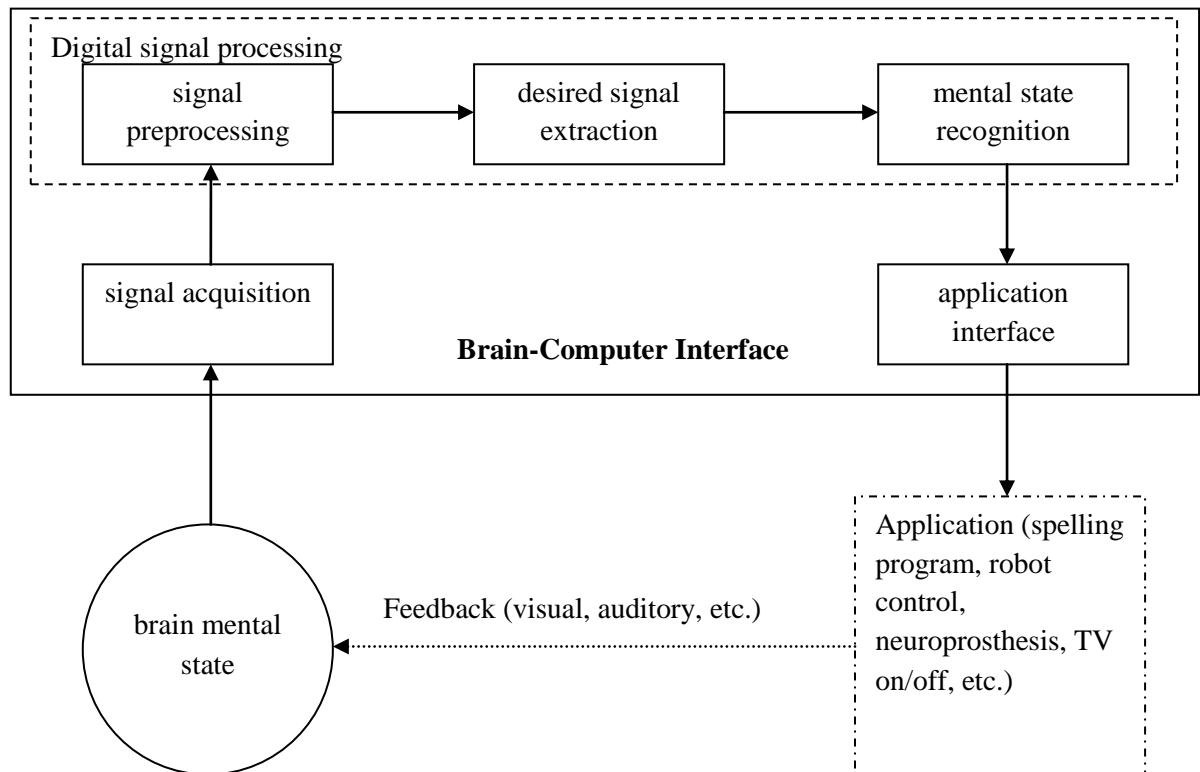 Digital signal processing
signal
preprocessing
desired signal
extraction
mental state
recognition
signal acquisition
application
interface
Brain-Computer Interface
Application (spelling
program, robot
control,
neuroprosthesis, TV
on/off, etc.)
Feedback (visual, auditory, etc.)
brain mental
state